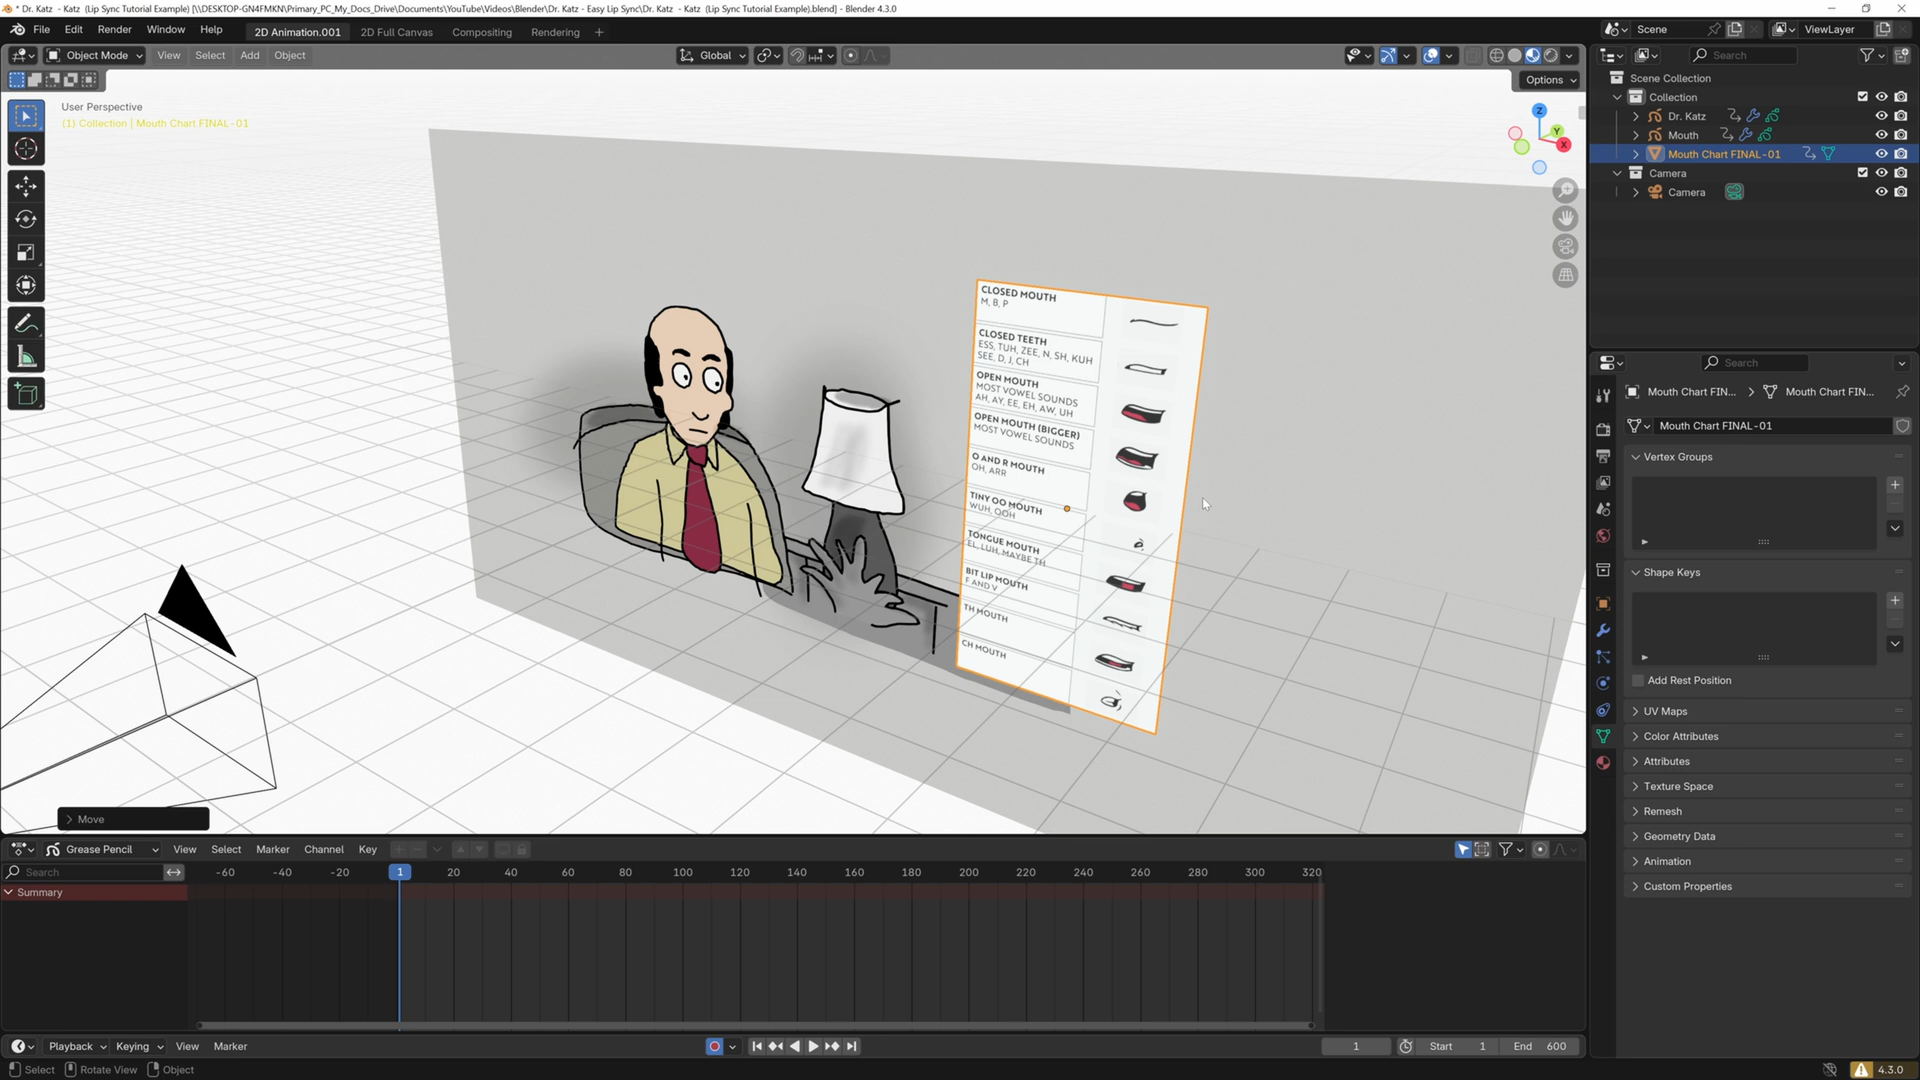 * Dr. Katz  - Katz  (Lip Sync Tutorial Example) [\\DESKTOP-GN4FMKN\Primary_PC_My_Docs_Drive\Documents\YouTube\Videos\Blender\Dr. Katz - Easy Lip Sync\Dr. Katz  - Katz  (Lip Sync Tutorial Example).blend] - Blender 4.3.0
File Edit Render Window Help 2D Animation.001 2D Full Canvas Compositing Rendering + Scene ViewLayer
Object Mode View Select Add Object Global Search
Options
Scene Collection
Collection
Dr. Katz
Mouth
Mouth Chart FINAL-01
Camera
Camera
User Perspective
(1) Collection | Mouth Chart FINAL-01
Z
Y
X
CLOSED MOUTH
M, B, P
CLOSED TEETH
ESS, TUH, ZEE, N, SH, KUH
SEE, D, J, CH
OPEN MOUTH
MOST VOWEL SOUNDS
AH, AY, EE, EH, AW, UH
OPEN MOUTH (BIGGER)
MOST VOWEL SOUNDS
O AND R MOUTH
OH, ARR
TINY OO MOUTH
WUH, OOH
TONGUE MOUTH
EL, LUH, MAYBE TH
BIT LIP MOUTH
F AND V
TH MOUTH
CH MOUTH
Search
Mouth Chart FIN... > Mouth Chart FIN...
Mouth Chart FINAL-01
Vertex Groups
Shape Keys
Add Rest Position
UV Maps
Color Attributes
Attributes
Texture Space
Remesh
Geometry Data
Animation
Custom Properties
Move
Grease Pencil View Select Marker Channel Key
Search -60 -40 -20 1 20 40 60 80 100 120 140 160 180 200 220 240 260 280 300 320
Summary
Playback Keying View Marker 1 Start 1 End 600
Select Rotate View Object 4.3.0